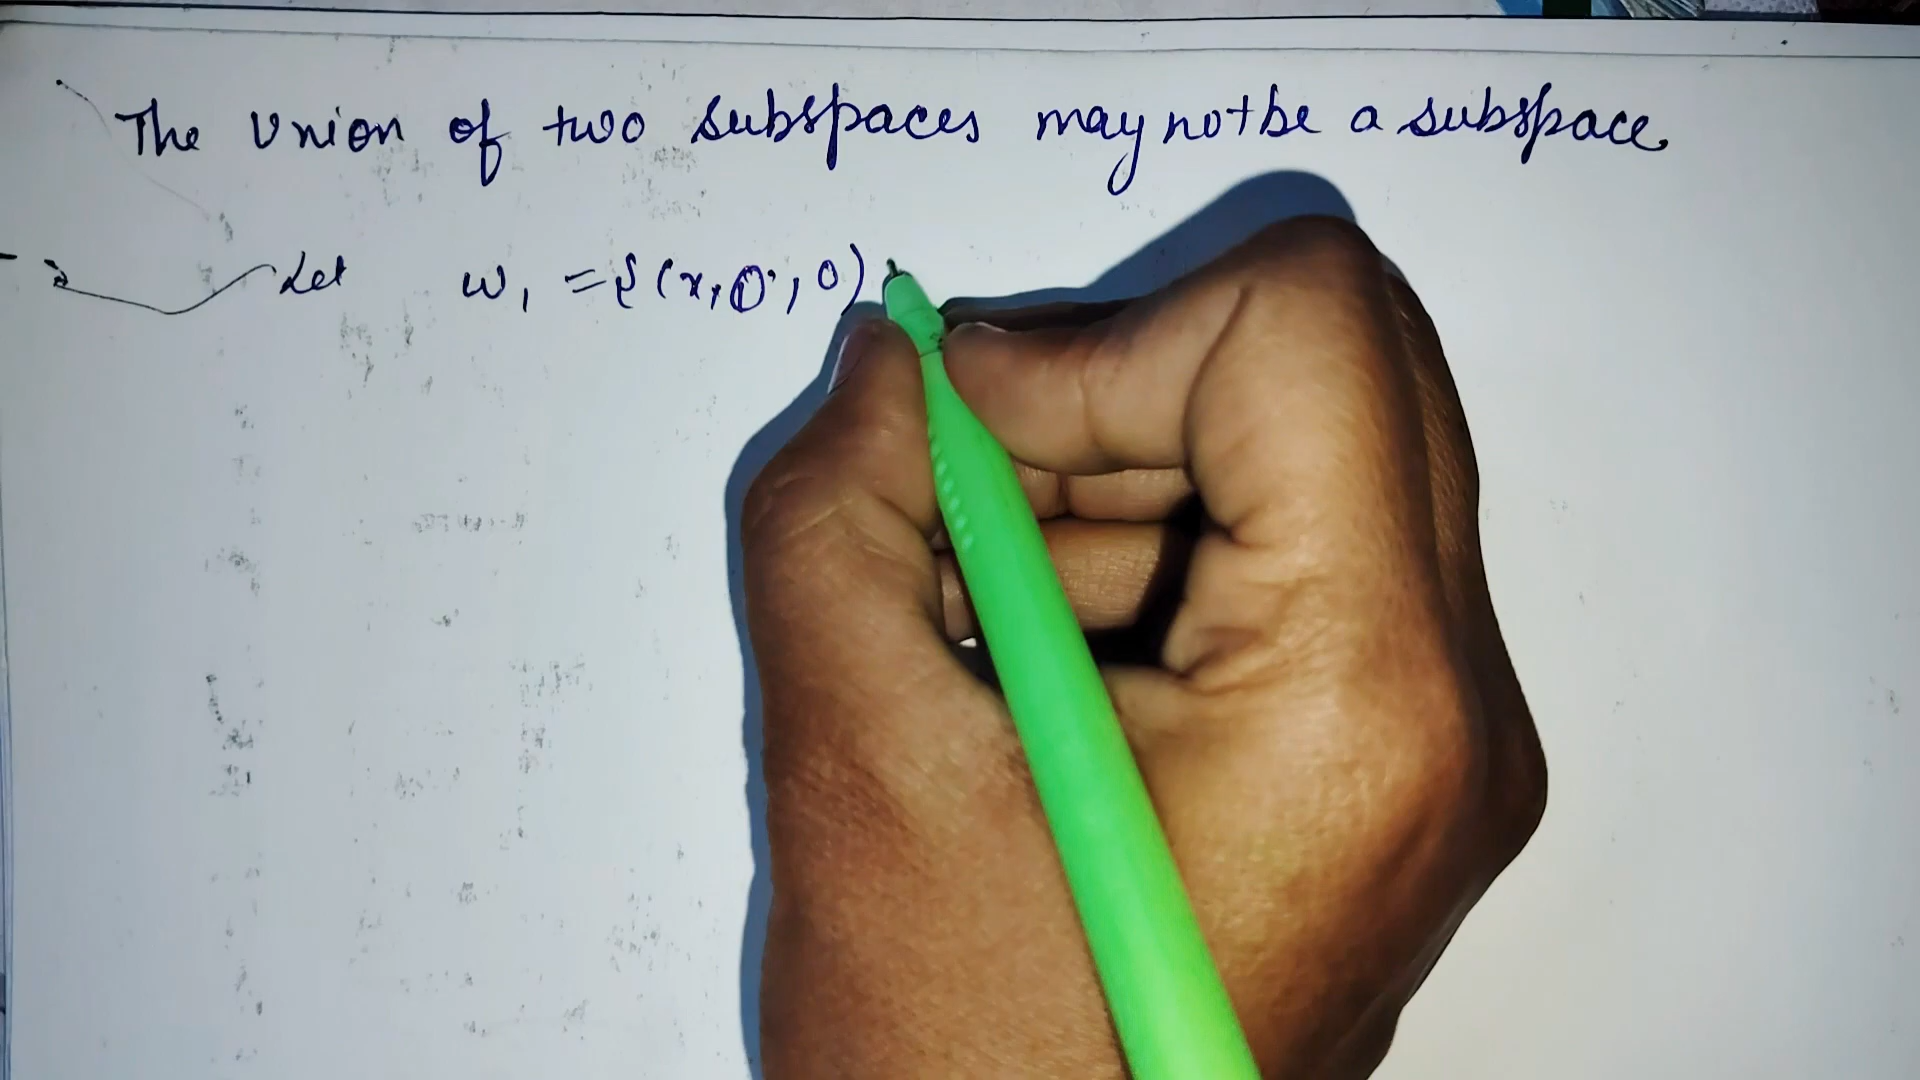 The Union of two subspaces may not be a subspace.
Let W₁ = {(x, 0, 0)